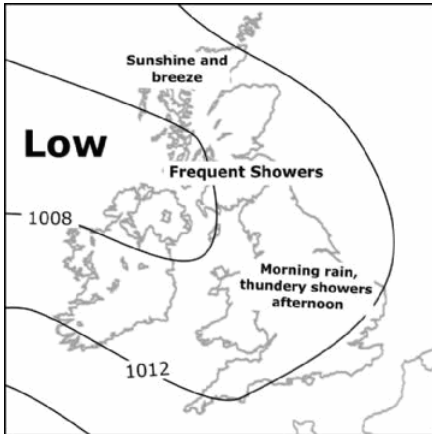 Sunshine and
breeze
Low
Frequent Showers
1008
Morning rain,
thundery showers
afternoon
1012